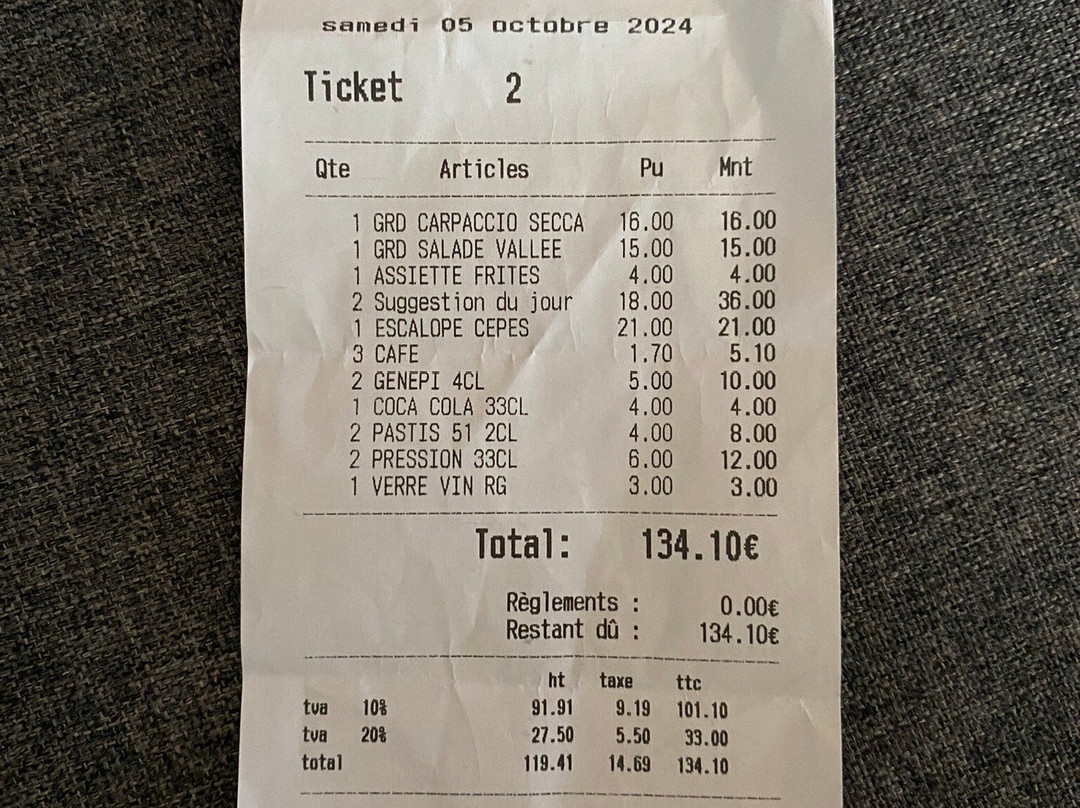 samedi 05 octobre 2024
Ticket 2
Qte Articles Pu Mnt
1 GRD CARPACCIO SECCA 16.00 16.00
1 GRD SALADE VALLEE 15.00 15.00
1 ASSIETTE FRITES 4.00 4.00
2 Suggestion du jour 18.00 36.00
1 ESCALOPE CEPES 21.00 21.00
3 CAFE 1.70 5.10
2 GENEPI 4CL 5.00 10.00
1 COCA COLA 33CL 4.00 4.00
2 PASTIS 51 2CL 4.00 8.00
2 PRESSION 33CL 6.00 12.00
1 VERRE VIN RG 3.00 3.00
Total: 134.10€
Règlements : 0.00€
Restant dû : 134.10€
ht taxe ttc
tva 10% 91.91 9.19 101.10
tva 20% 27.50 5.50 33.00
total 119.41 14.69 134.10